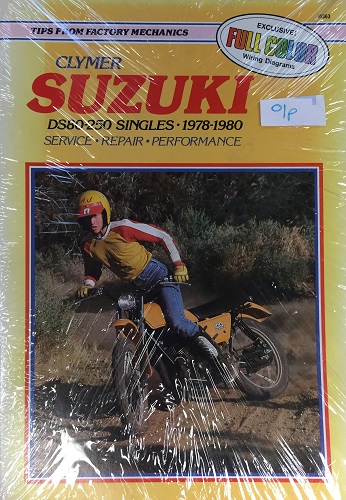 TIPS FROM FACTORY MECHANICS
EXCLUSIVE!
FULL COLOR
Wiring Diagrams
CLYMER
SUZUKI
O/P
DS80-250 SINGLES • 1978-1980
SERVICE • REPAIR • PERFORMANCE